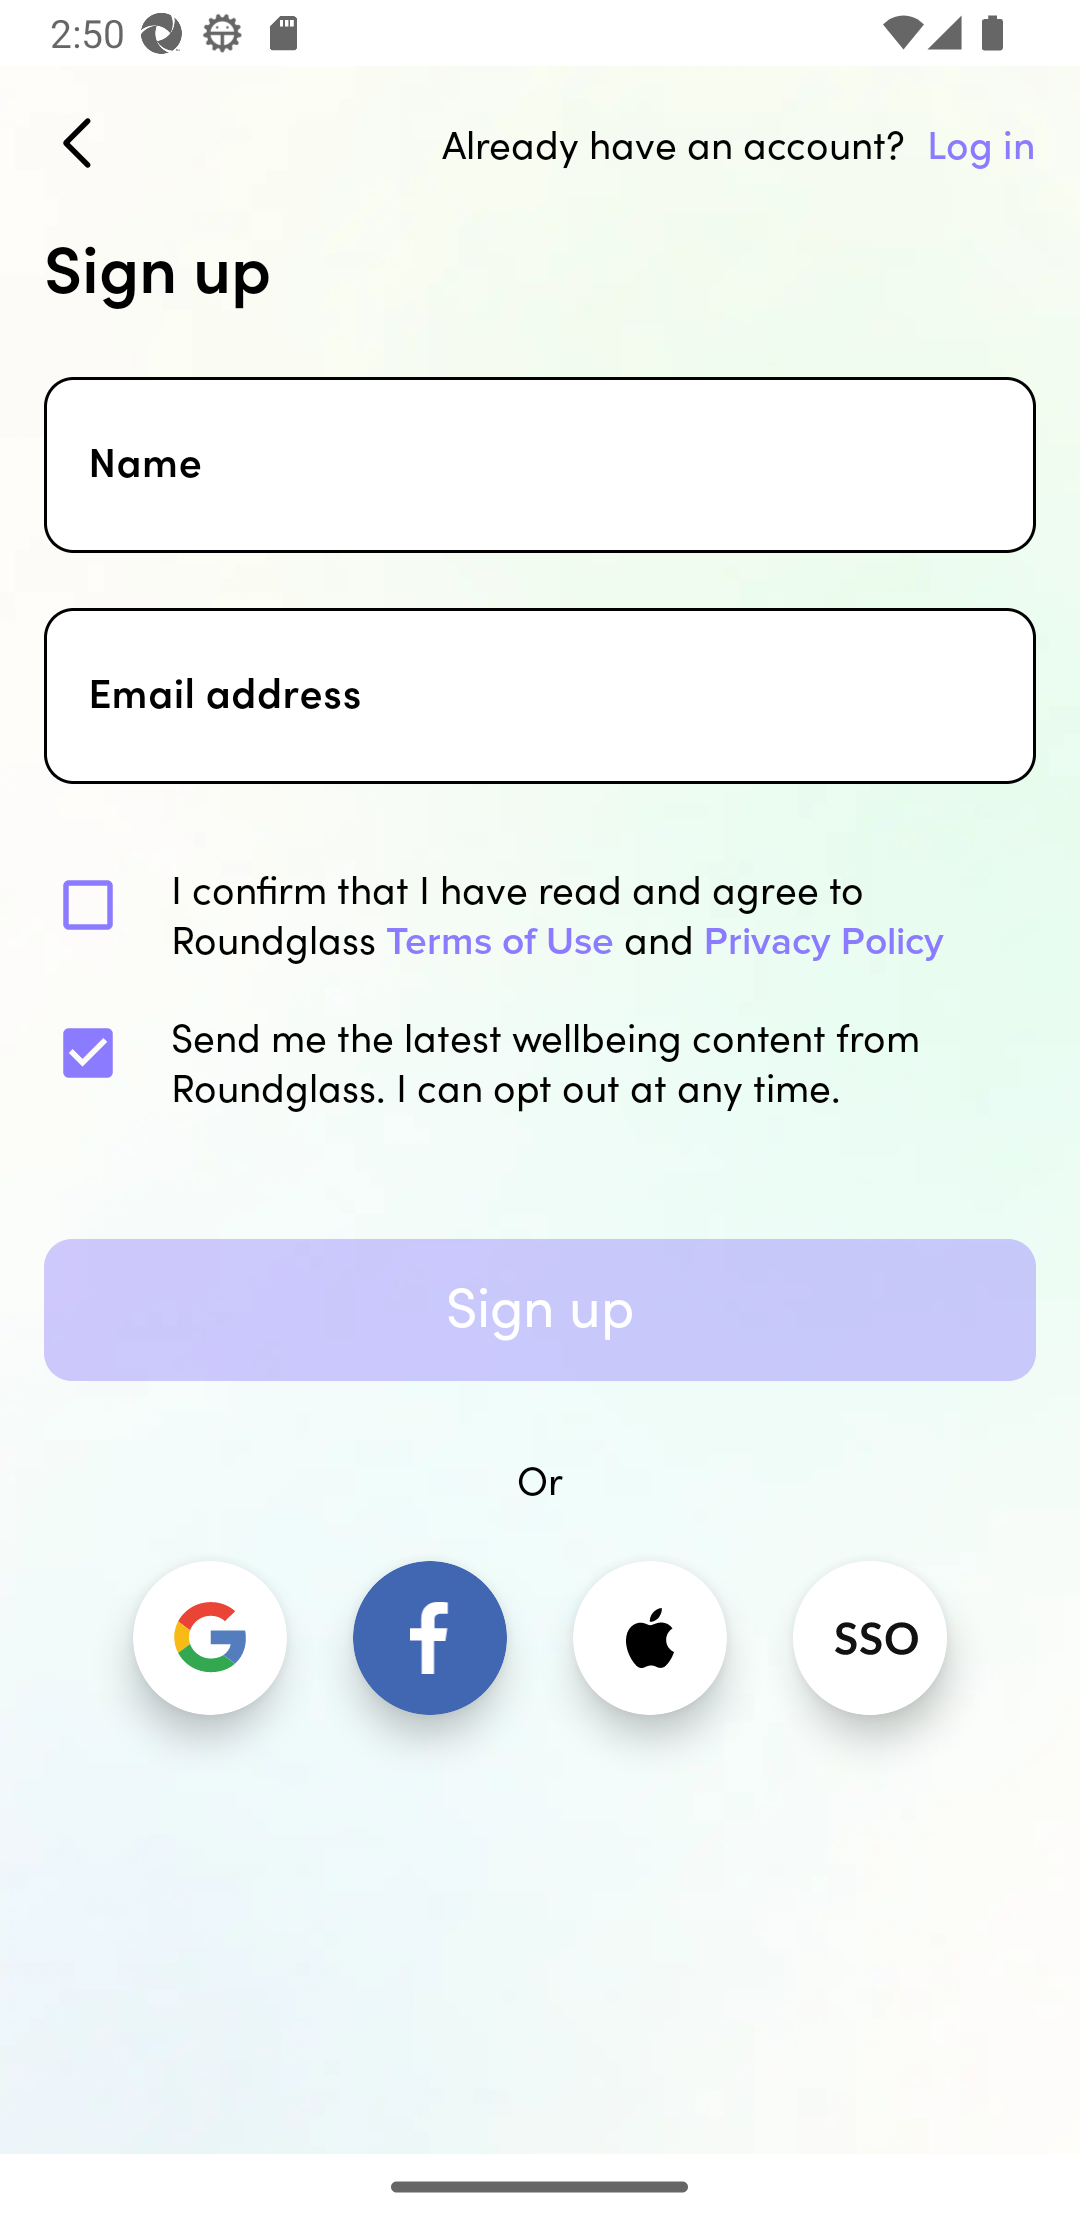 2:50
Already have an account? Log in
Sign up
Name
Email address
I confirm that I have read and agree to
Roundglass Terms of Use and Privacy Policy
Send me the latest wellbeing content from
Roundglass. I can opt out at any time.
Sign up
Or
SSO